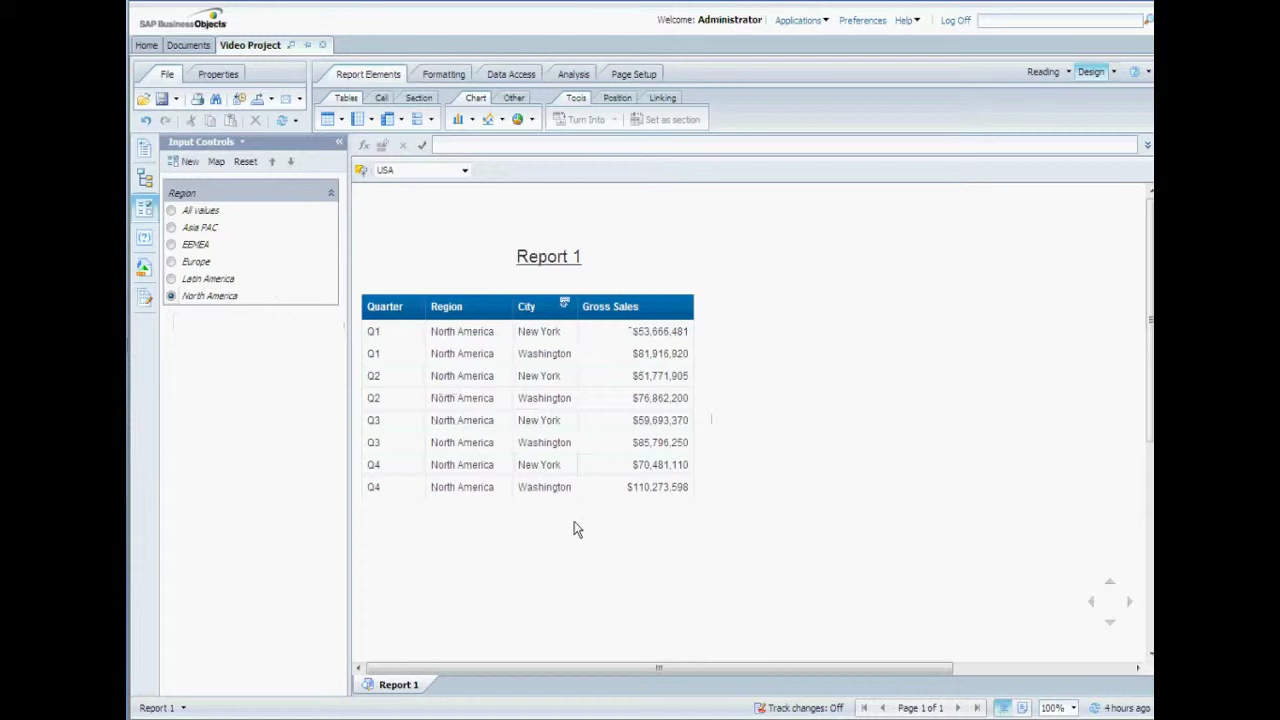 SAP BusinessObjects
Welcome: Administrator Applications Preferences Help Log Off
Home Documents Video Project
File Properties Report Elements Formatting Data Access Analysis Page Setup Reading Design
Tables Cell Section Chart Other Tools Position Linking
Turn Into Set as section
Input Controls
New Map Reset
USA
Region
All values
Asia PAC
EEMEA
Europe
Latin America
North America
Report 1
Quarter Region City Gross Sales
Q1 North America New York $53,666,481
Q1 North America Washington $81,916,920
Q2 North America New York $51,771,905
Q2 North America Washington $76,862,200
Q3 North America New York $59,693,370
Q3 North America Washington $85,796,250
Q4 North America New York $70,481,110
Q4 North America Washington $110,273,598
Report 1
Report 1 Track changes: Off Page 1 of 1 100% 4 hours ago